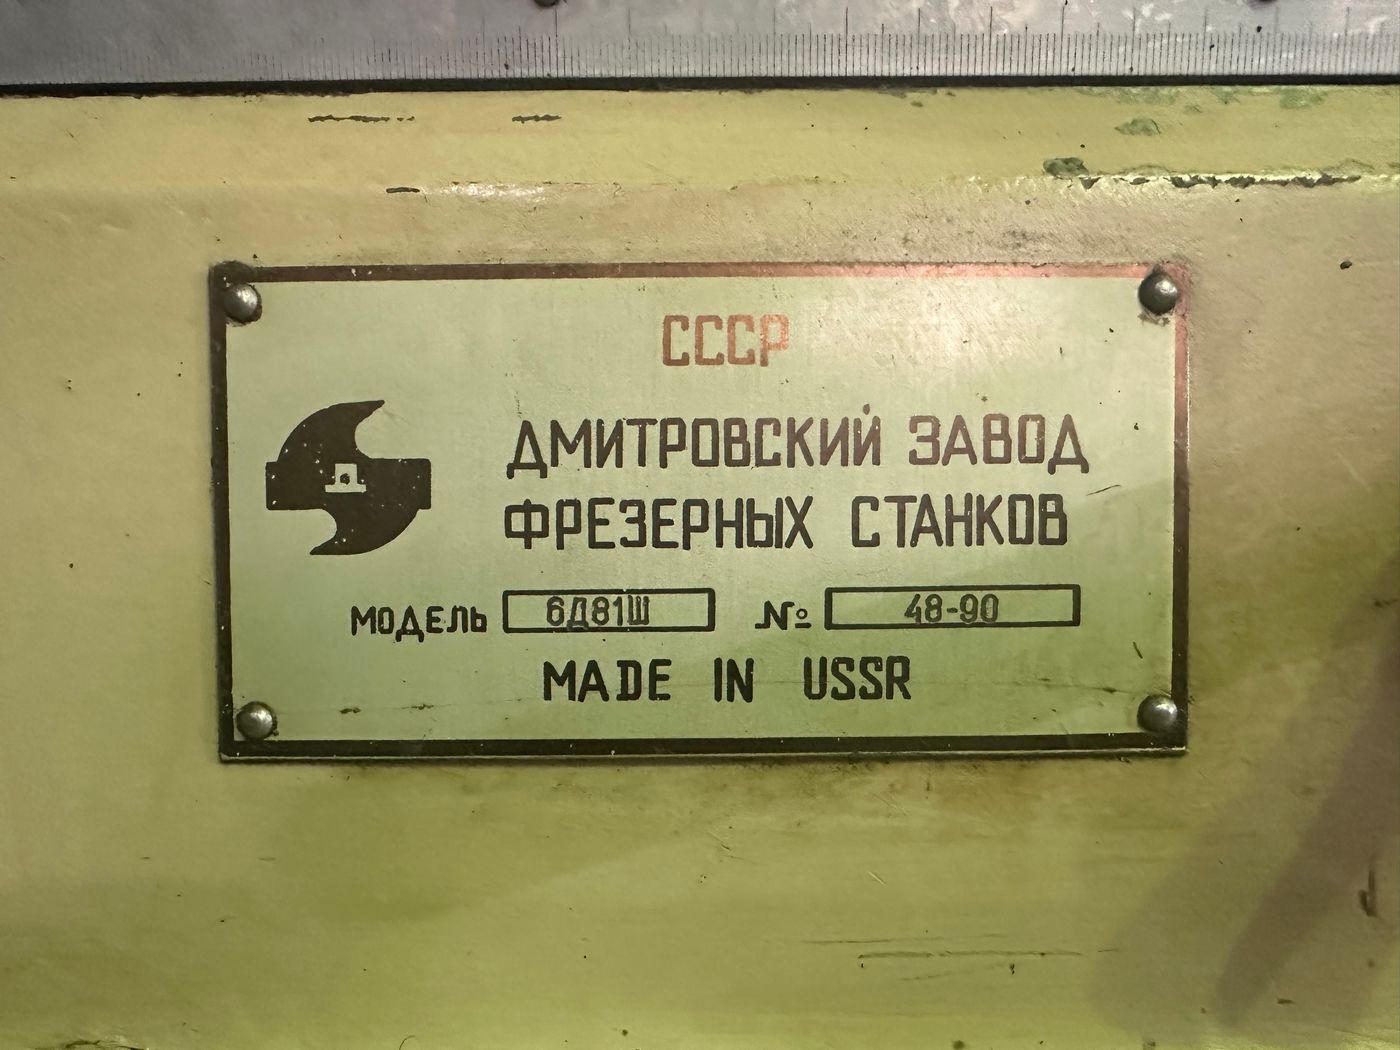 СССР
ДМИТРОВСКИЙ ЗАВОД
ФРЕЗЕРНЫХ СТАНКОВ
МОДЕЛЬ 6Д81Ш № 48-90
MADE IN USSR